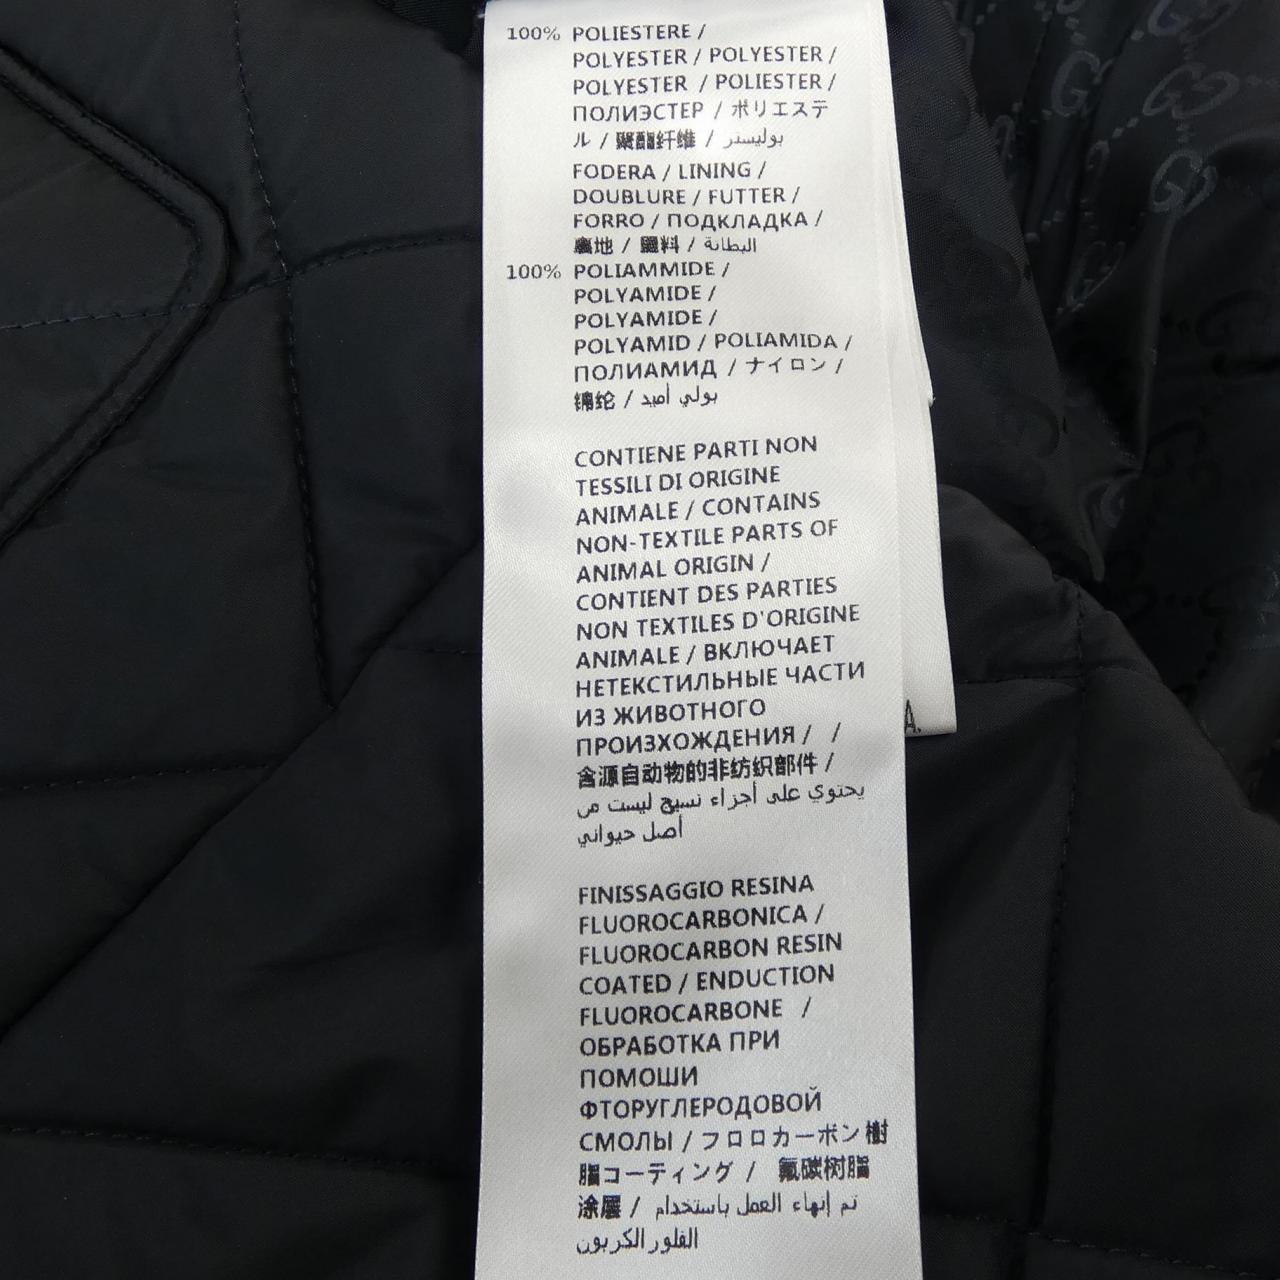 100% POLIESTERE /
POLYESTER / POLYESTER /
POLYESTER / POLIESTER /
ПОЛИЭСТЕР / ポリエステ
ル / 聚酯纤维 / بوليستر
FODERA / LINING /
DOUBLURE / FUTTER /
FORRO / ПОДКЛАДКА /
裏地 / 里料 / البطانة
100% POLIAMMIDE /
POLYAMIDE /
POLYAMIDE /
POLYAMID / POLIAMIDA /
ПОЛИАМИД / ナイロン /
锦纶 / بولي أميد
CONTIENE PARTI NON
TESSILI DI ORIGINE
ANIMALE / CONTAINS
NON-TEXTILE PARTS OF
ANIMAL ORIGIN /
CONTIENT DES PARTIES
NON TEXTILES D'ORIGINE
ANIMALE / ВКЛЮЧАЕТ
НЕТЕКСТИЛЬНЫЕ ЧАСТИ
ИЗ ЖИВОТНОГО
ПРОИЗХОЖДЕНИЯ / /
含源自动物的非纺织部件 /
يحتوي على أجزاء نسيج ليست من
أصل حيواني
FINISSAGGIO RESINA
FLUOROCARBONICA /
FLUOROCARBON RESIN
COATED / ENDUCTION
FLUOROCARBONE /
ОБРАБОТКА ПРИ
ПОМОШИ
ФТОРУГЛЕРОДОВОЙ
СМОЛЫ / フロロカーボン樹
脂コーティング / 氟碳树脂
涂层 / تم إنهاء العمل باستخدام
الفلور الكربون
A.